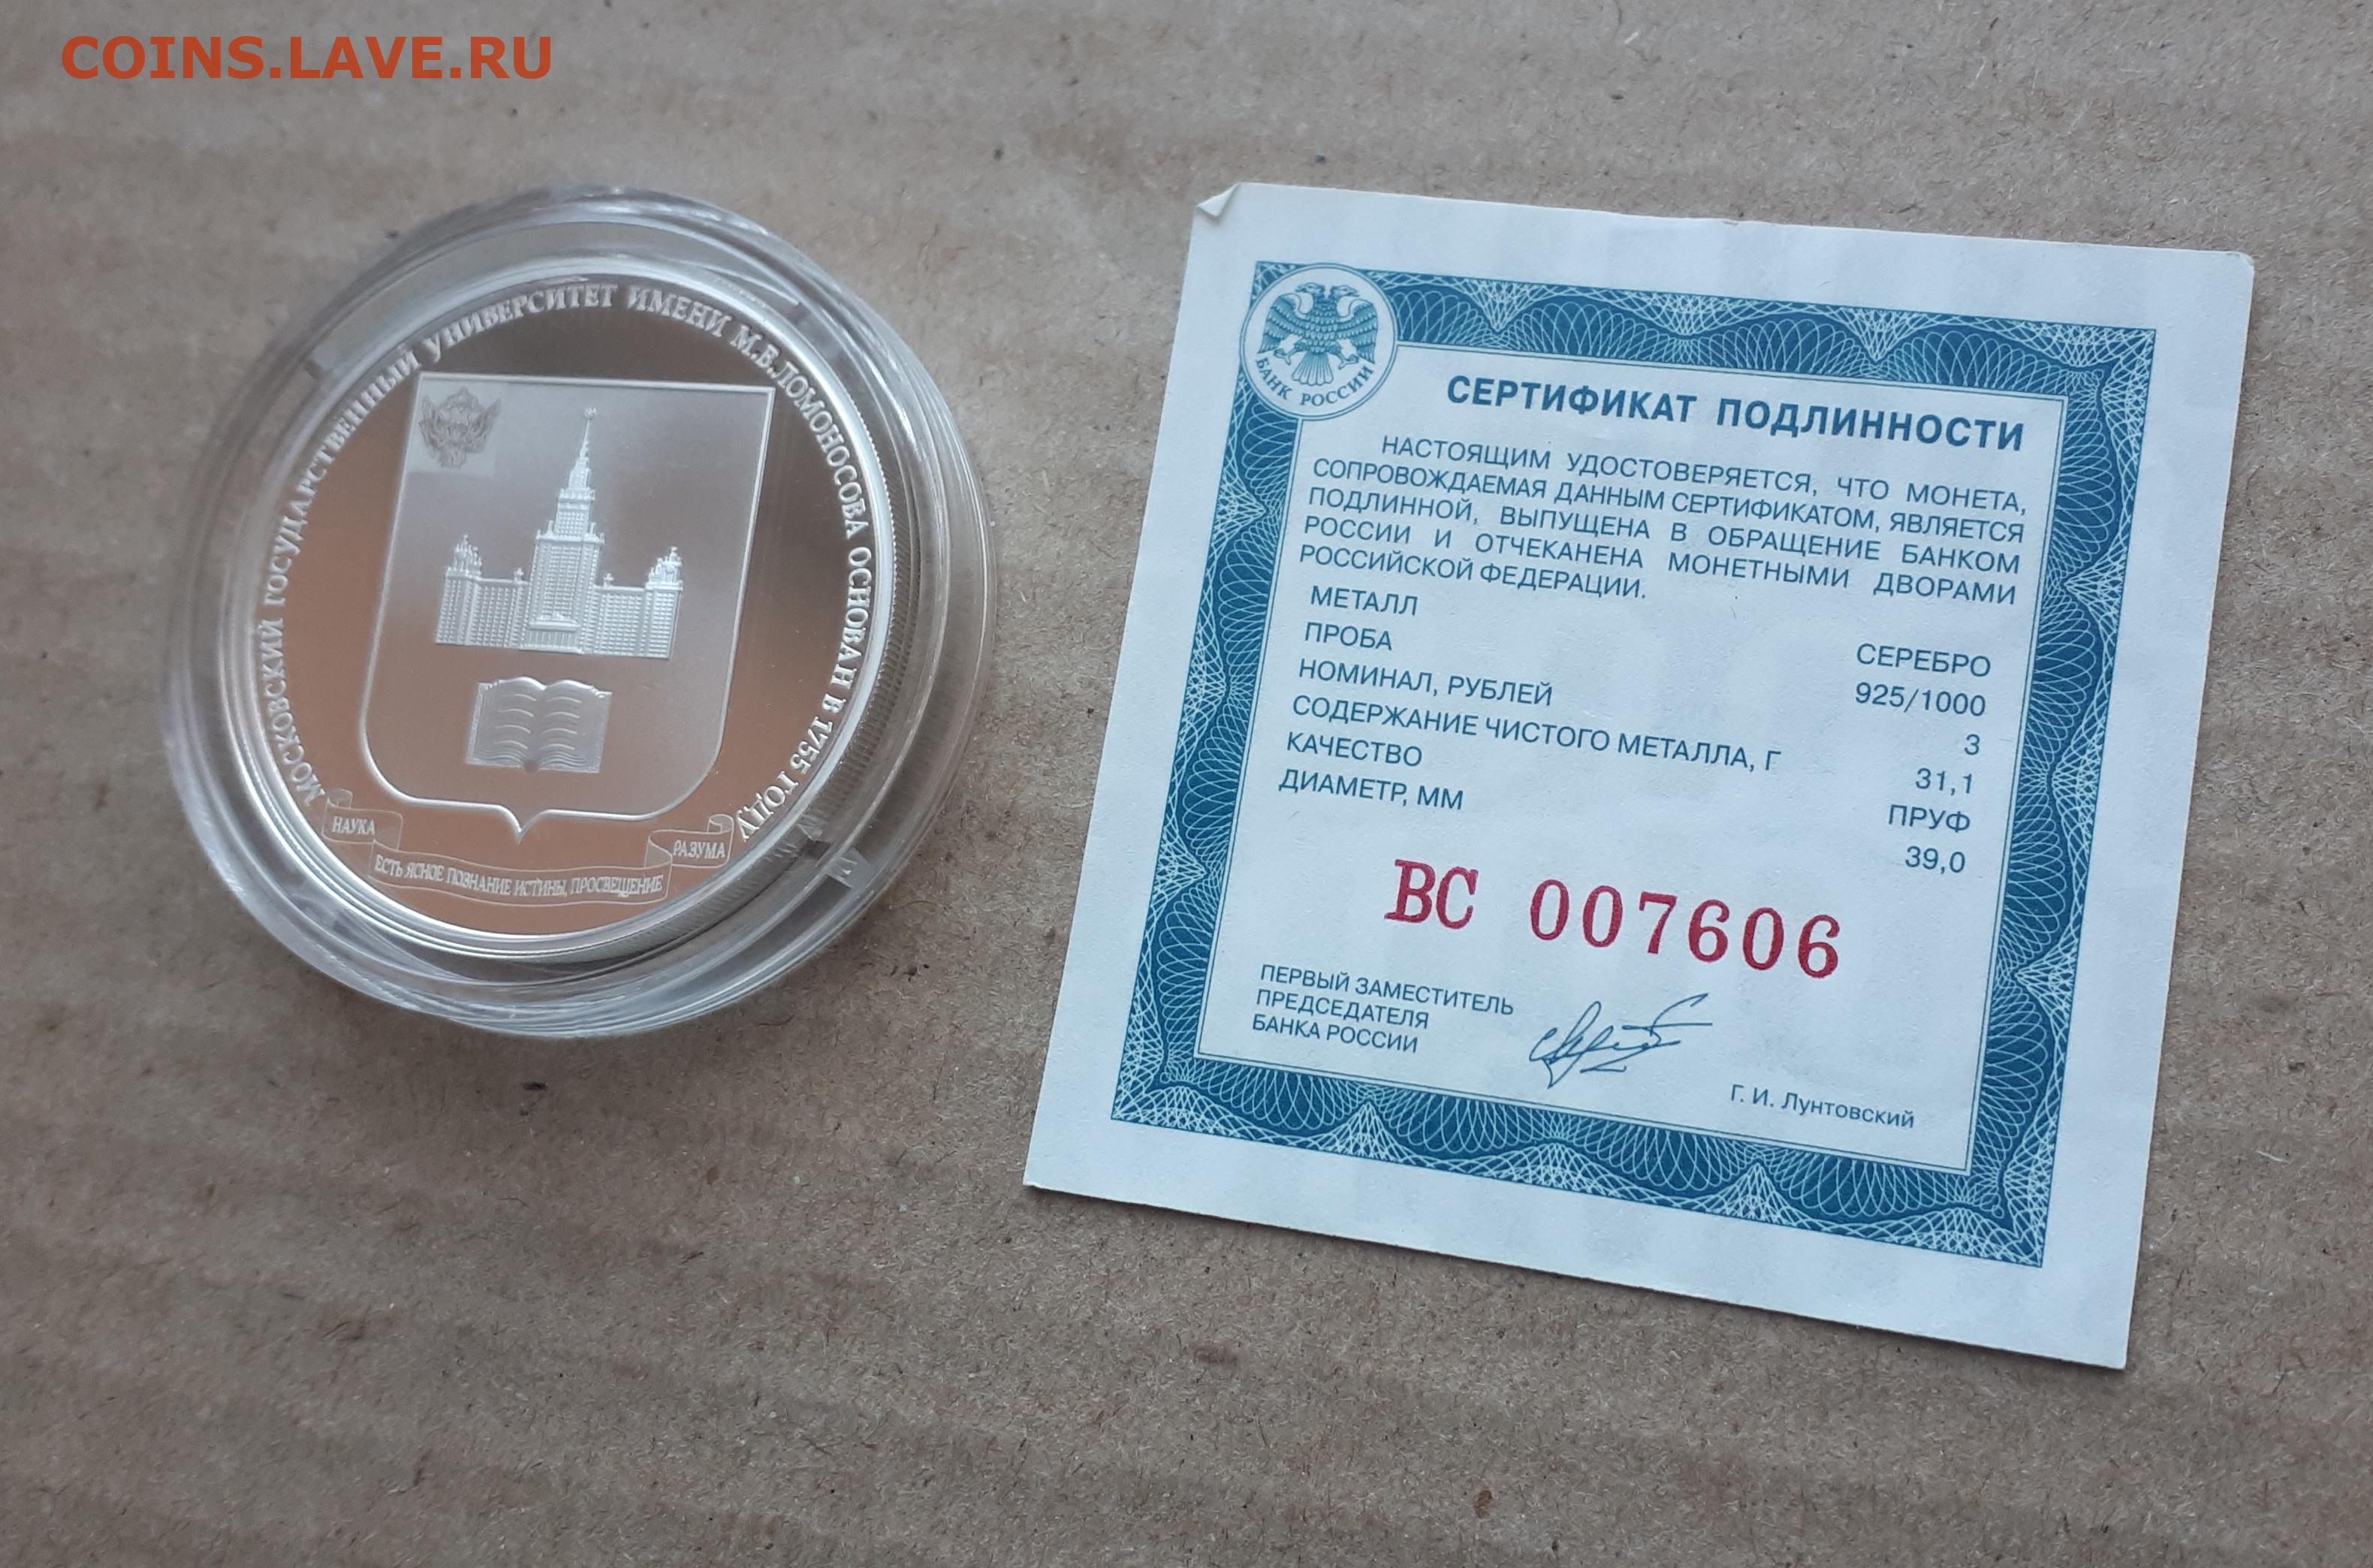 COINS.LAVE.RU
МОСКОВСКИЙ ГОСУДАРСТВЕННЫЙ УНИВЕРСИТЕТ ИМЕНИ М.В.ЛОМОНОСОВА ОСНОВАН В 1755 ГОДУ
НАУКА
ЕСТЬ ЯСНОЕ ПОЗНАНИЕ ИСТИНЫ, ПРОСВЕЩЕНИЕ
РАЗУМА
БАНК РОССИИ
СЕРТИФИКАТ ПОДЛИННОСТИ
НАСТОЯЩИМ УДОСТОВЕРЯЕТСЯ, ЧТО МОНЕТА,
СОПРОВОЖДАЕМАЯ ДАННЫМ СЕРТИФИКАТОМ, ЯВЛЯЕТСЯ
ПОДЛИННОЙ, ВЫПУЩЕНА В ОБРАЩЕНИЕ БАНКОМ
РОССИИ И ОТЧЕКАНЕНА МОНЕТНЫМИ ДВОРАМИ
РОССИЙСКОЙ ФЕДЕРАЦИИ.
МЕТАЛЛ СЕРЕБРО
ПРОБА 925/1000
НОМИНАЛ, РУБЛЕЙ 3
СОДЕРЖАНИЕ ЧИСТОГО МЕТАЛЛА, Г 31,1
КАЧЕСТВО ПРУФ
ДИАМЕТР, ММ 39,0
ВС 007606
ПЕРВЫЙ ЗАМЕСТИТЕЛЬ
ПРЕДСЕДАТЕЛЯ
БАНКА РОССИИ
Г. И. Лунтовский